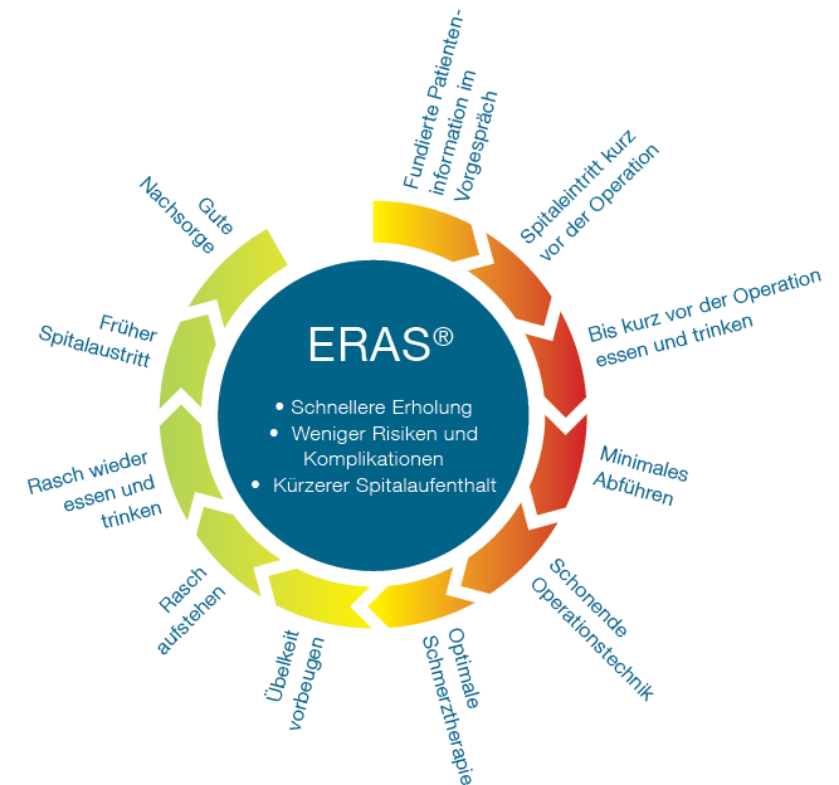 Fundierte Patienten-
information im
Vorgespräch
Spitaleintritt kurz
vor der Operation
Bis kurz vor der Operation
essen und trinken
Minimales
Abführen
Schonende
Operationstechnik
Optimale
Schmerztherapie
Übelkeit
vorbeugen
Rasch
aufstehen
Rasch wieder
essen und
trinken
Früher
Spitalaustritt
Gute
Nachsorge
ERAS®
• Schnellere Erholung
• Weniger Risiken und
Komplikationen
• Kürzerer Spitalaufenthalt